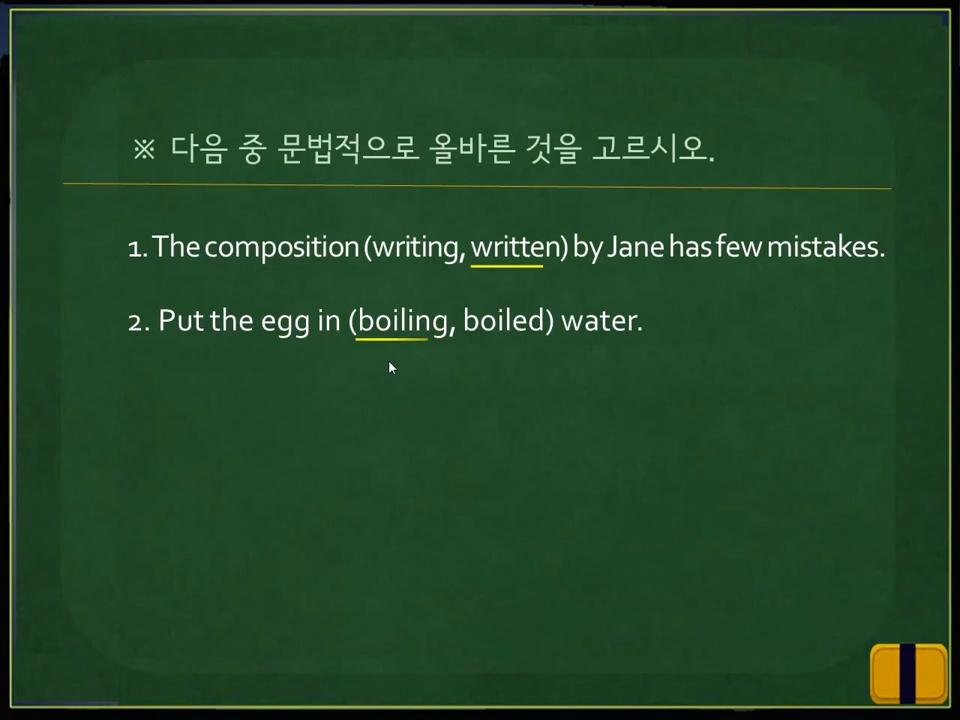 ※ 다음 중 문법적으로 올바른 것을 고르시오.
1. The composition (writing, written) by Jane has few mistakes.
2. Put the egg in (boiling, boiled) water.